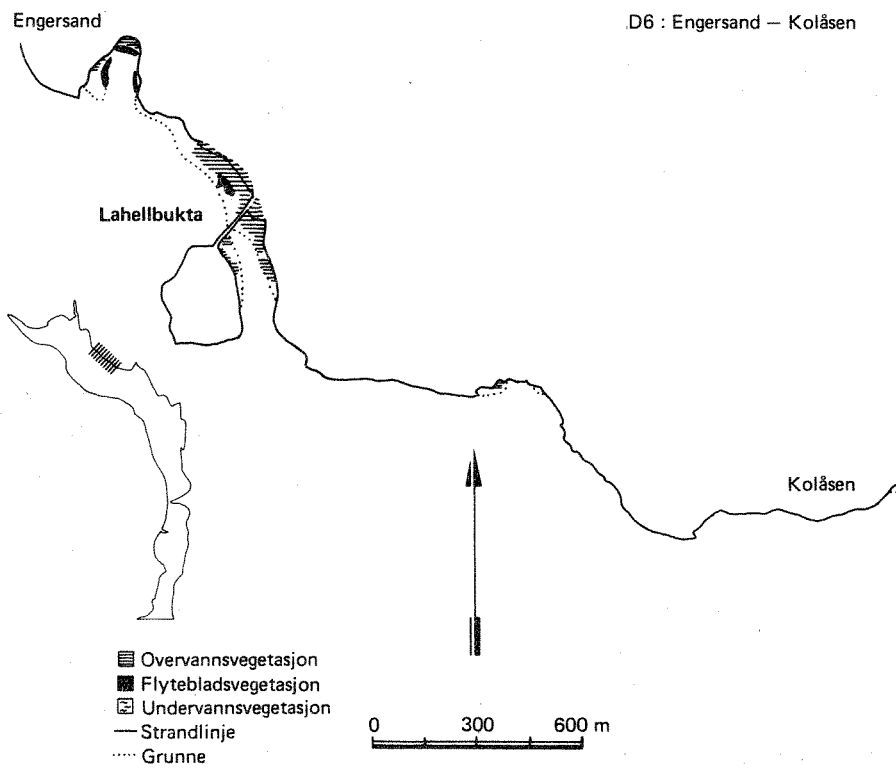 Engersand
D6 : Engersand — Kolåsen
Lahellbukta
Kolåsen
Overvannsvegetasjon
Flytebladsvegetasjon
Undervannsvegetasjon
Strandlinje
Grunne
0 300 600 m